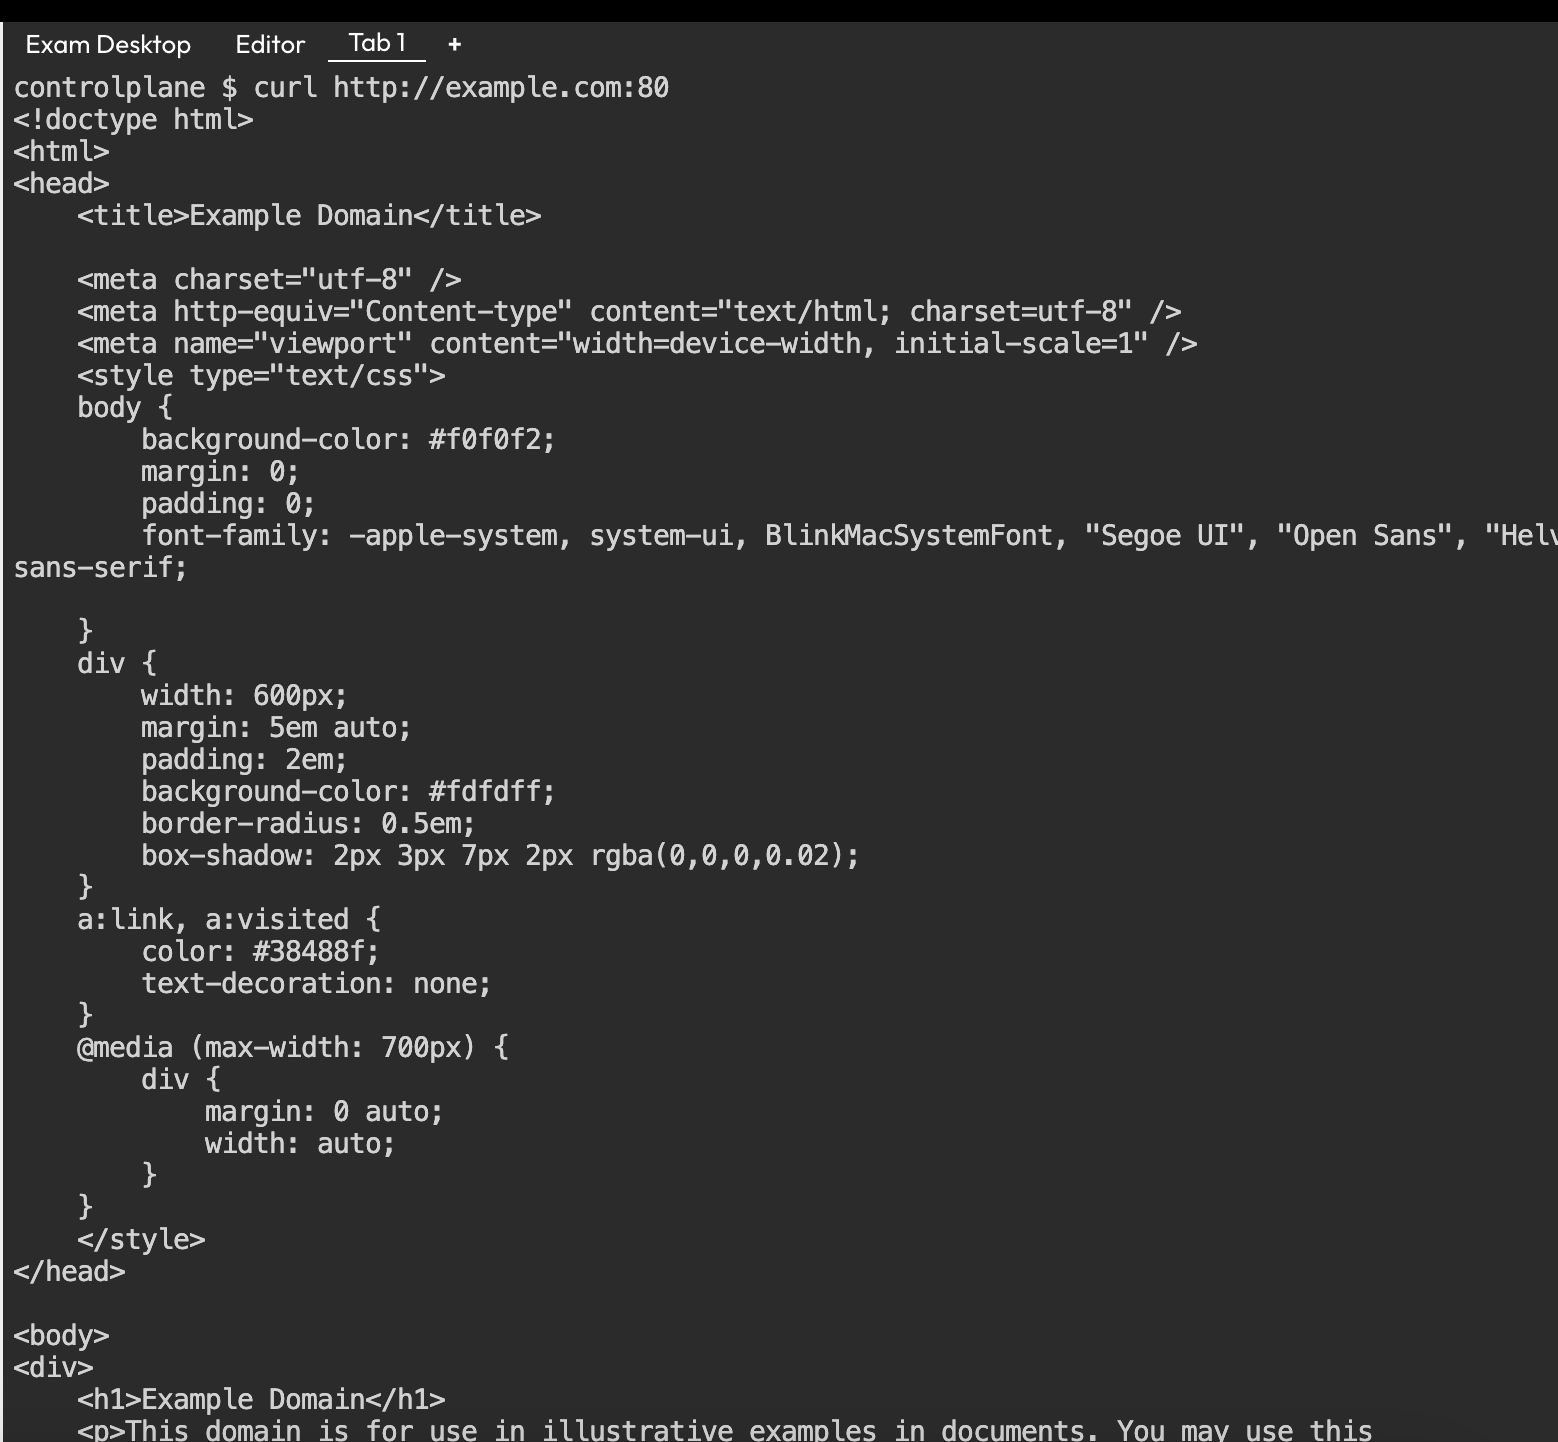 Exam Desktop Editor Tab 1 +
controlplane $ curl http://example.com:80
<!doctype html>
<html>
<head>
    <title>Example Domain</title>

    <meta charset="utf-8" />
    <meta http-equiv="Content-type" content="text/html; charset=utf-8" />
    <meta name="viewport" content="width=device-width, initial-scale=1" />
    <style type="text/css">
    body {
        background-color: #f0f0f2;
        margin: 0;
        padding: 0;
        font-family: -apple-system, system-ui, BlinkMacSystemFont, "Segoe UI", "Open Sans", "Helv
sans-serif;

    }
    div {
        width: 600px;
        margin: 5em auto;
        padding: 2em;
        background-color: #fdfdff;
        border-radius: 0.5em;
        box-shadow: 2px 3px 7px 2px rgba(0,0,0,0.02);
    }
    a:link, a:visited {
        color: #38488f;
        text-decoration: none;
    }
    @media (max-width: 700px) {
        div {
            margin: 0 auto;
            width: auto;
        }
    }
    </style>
</head>

<body>
<div>
    <h1>Example Domain</h1>
    <p>This domain is for use in illustrative examples in documents. You may use this